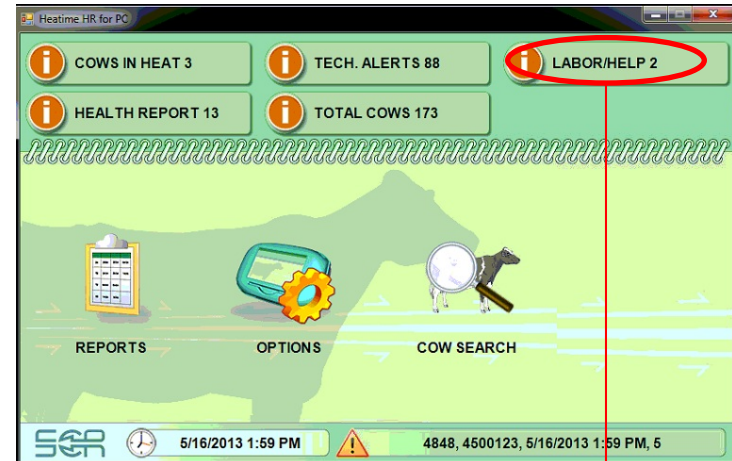 Heatime HR for PC
COWS IN HEAT 3
TECH. ALERTS 88
LABOR/HELP 2
HEALTH REPORT 13
TOTAL COWS 173
REPORTS
OPTIONS
COW SEARCH
SCR
5/16/2013 1:59 PM
4848, 4500123, 5/16/2013 1:59 PM, 5